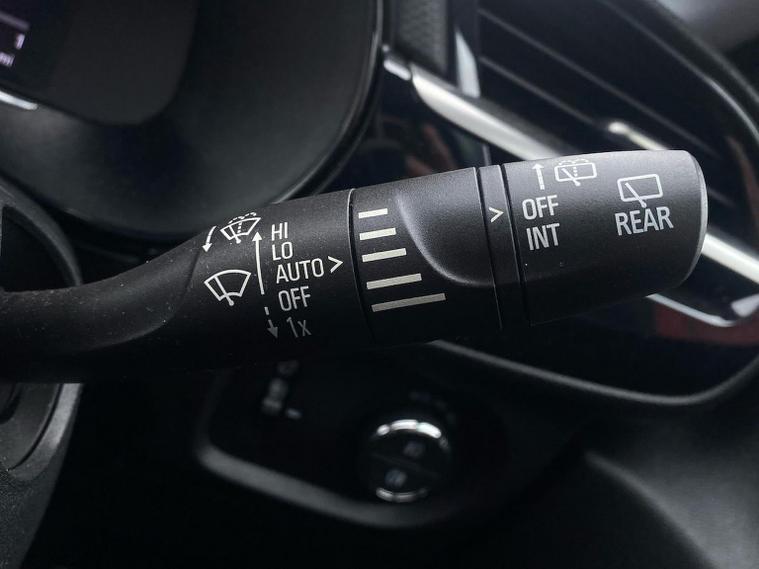 HI
LO
AUTO >
OFF
1x
>
OFF
INT
REAR